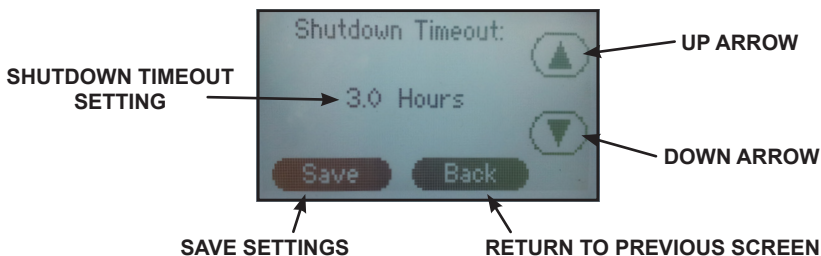 Shutdown Timeout:
UP ARROW
SHUTDOWN TIMEOUT
SETTING
3.0 Hours
DOWN ARROW
Save
Back
SAVE SETTINGS
RETURN TO PREVIOUS SCREEN